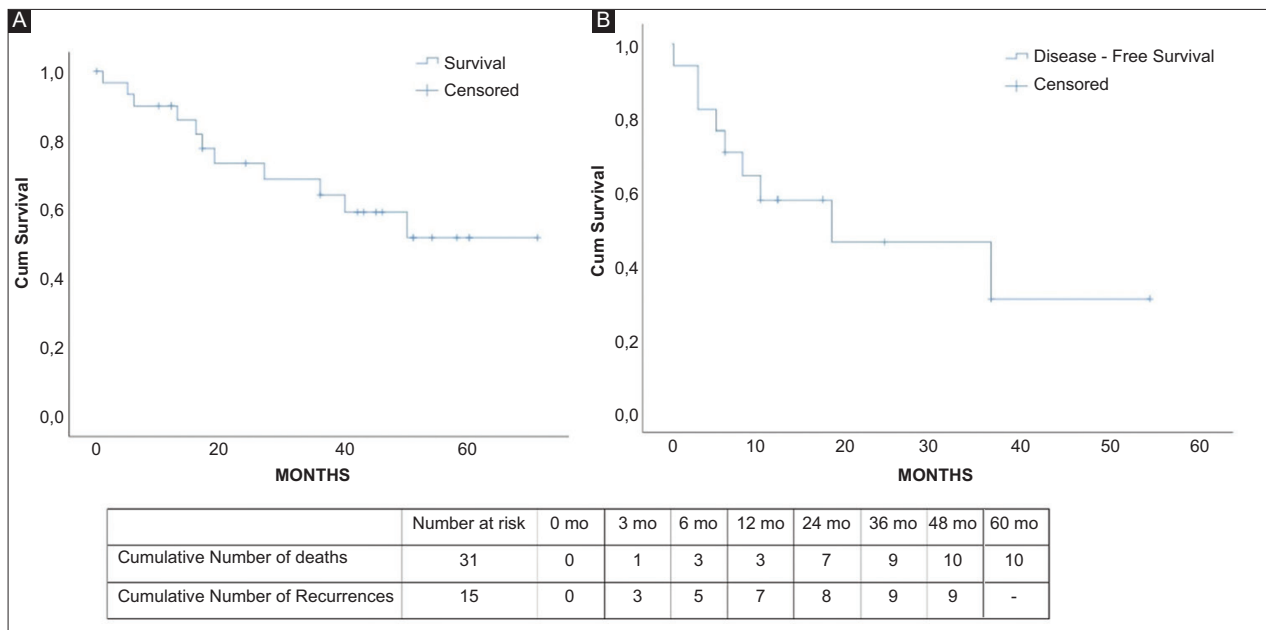 A
Survival
Censored
1,0
0,8
0,6
0,4
0,2
0,0
Cum Survival
0 20 40 60
MONTHS
B
Disease - Free Survival
Censored
1,0
0,8
0,6
0,4
0,2
0,0
Cum Survival
0 10 20 30 40 50 60
MONTHS
Number at risk 0 mo 3 mo 6 mo 12 mo 24 mo 36 mo 48 mo 60 mo
Cumulative Number of deaths 31 0 1 3 3 7 9 10 10
Cumulative Number of Recurrences 15 0 3 5 7 8 9 9 -